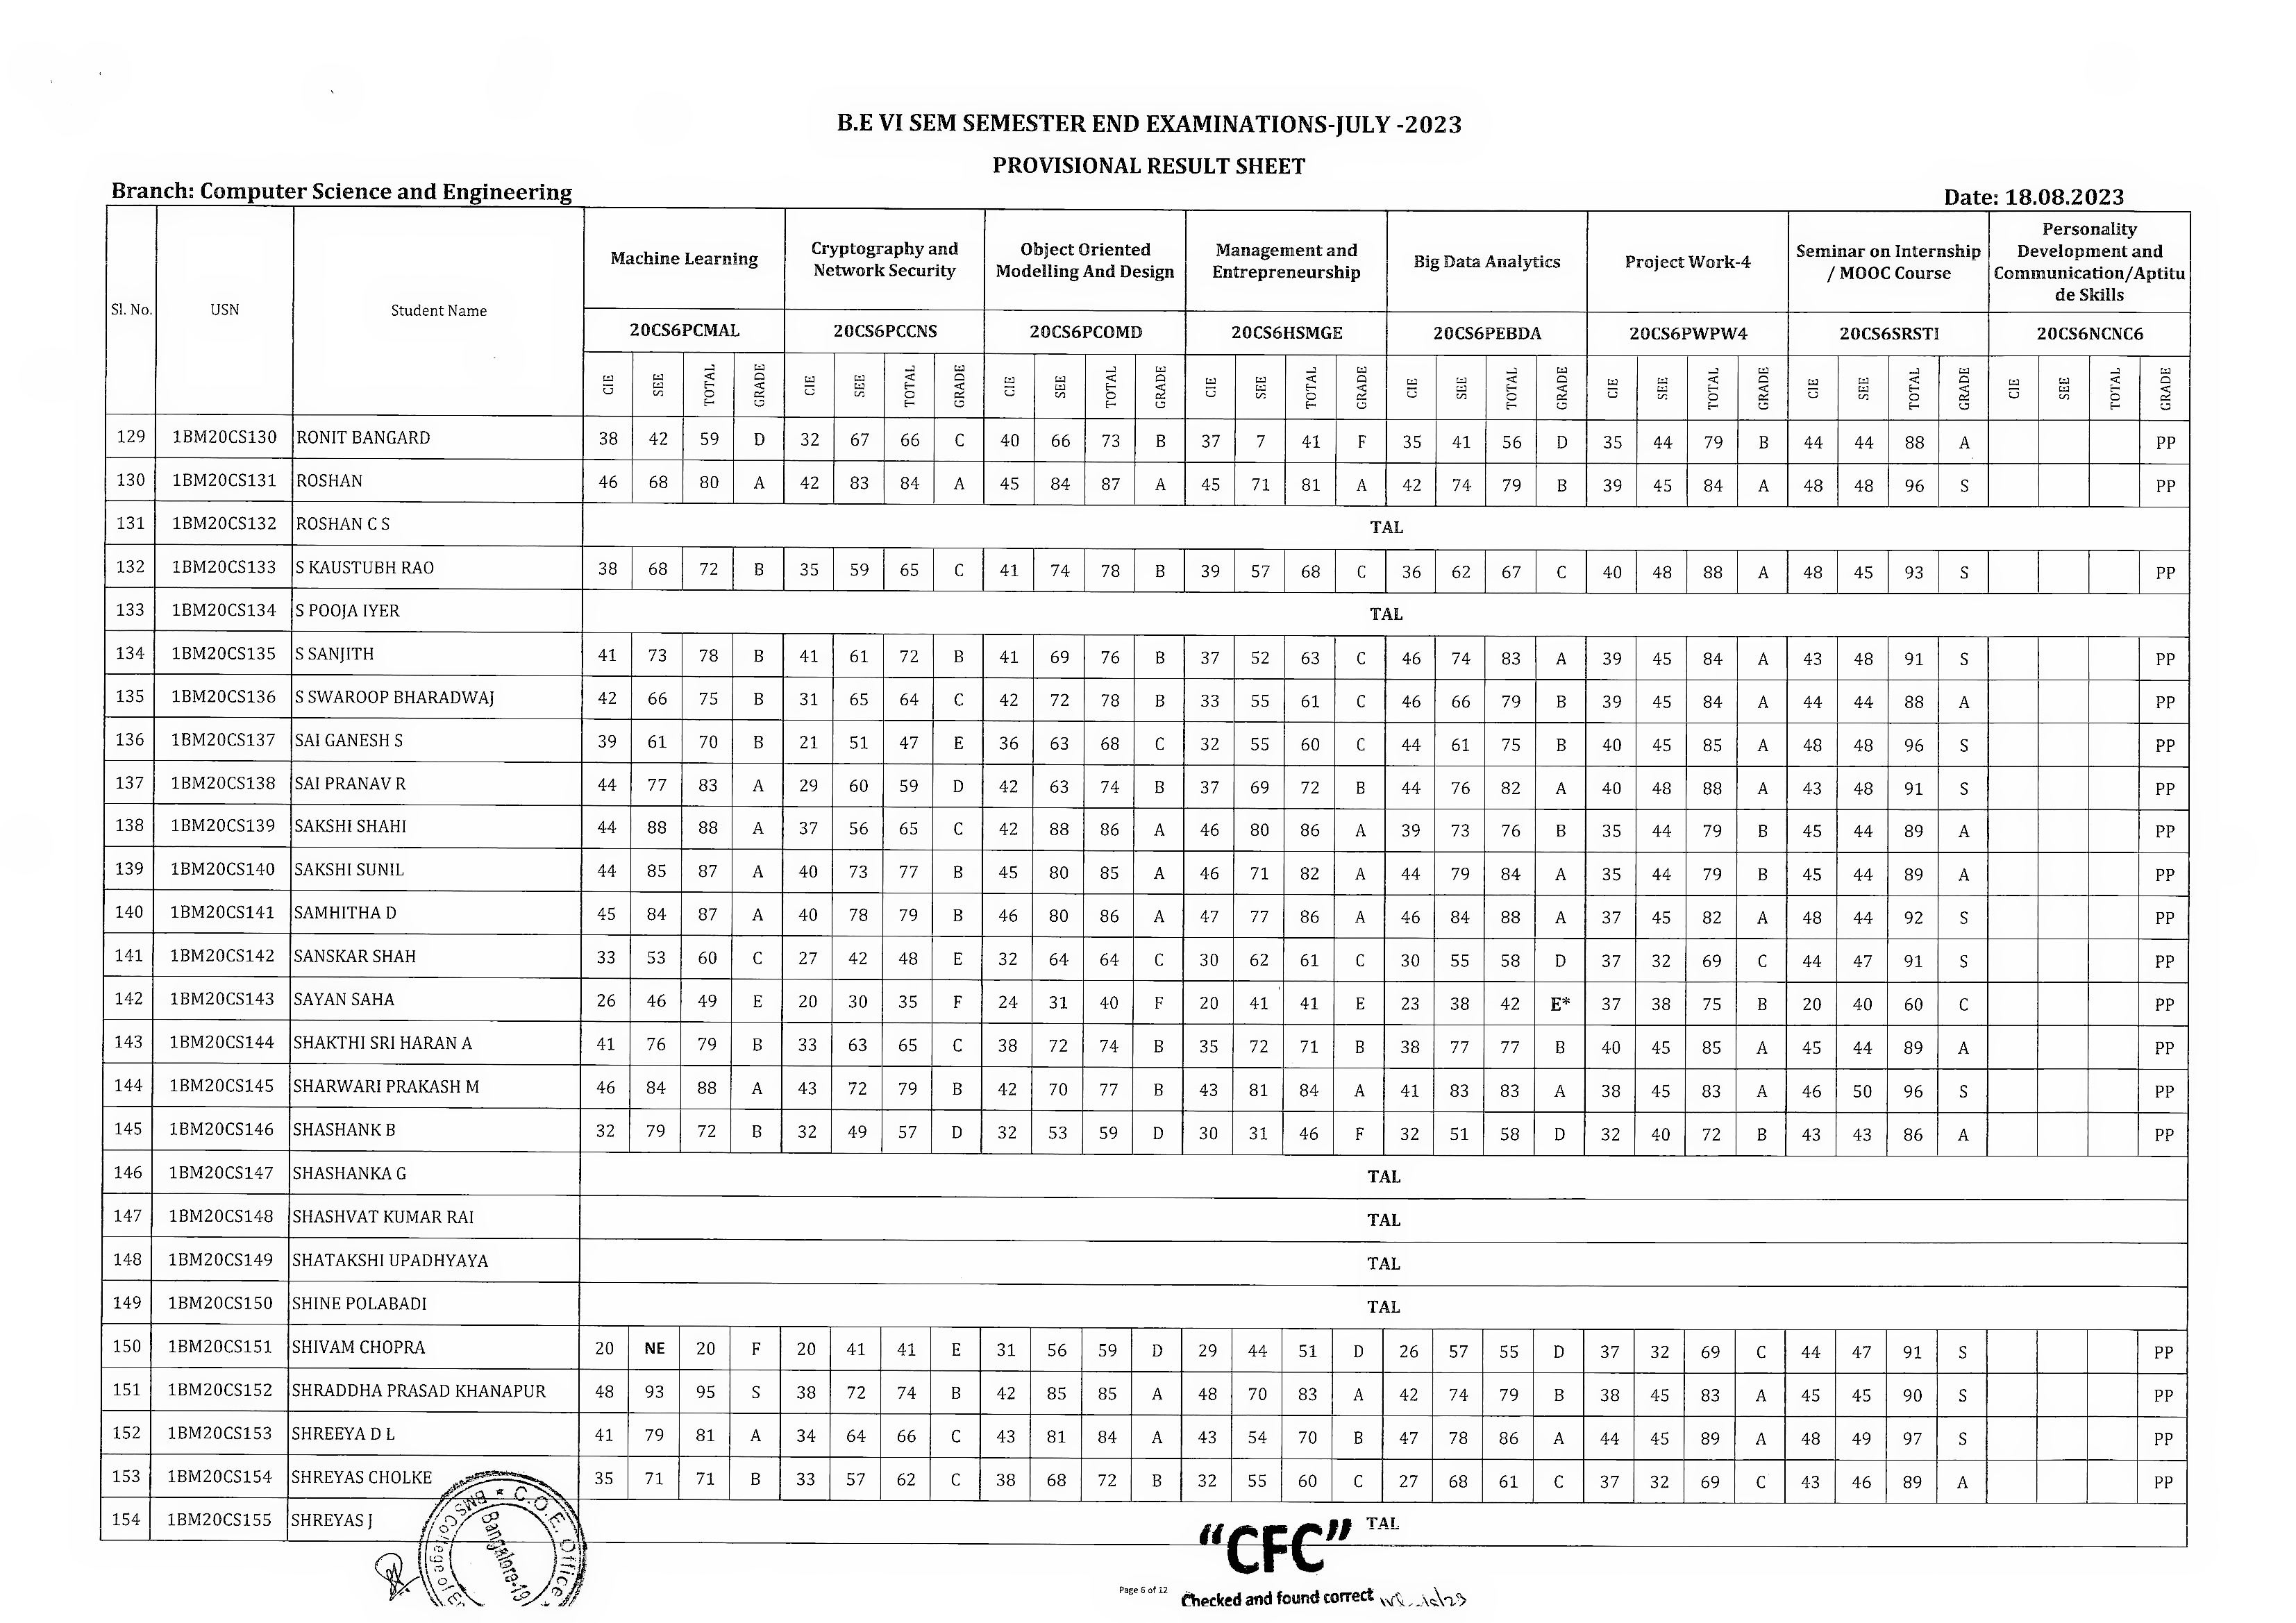 B.E VI SEM SEMESTER END EXAMINATIONS-JULY -2023
PROVISIONAL RESULT SHEET
Branch: Computer Science and Engineering Date: 18.08.2023
Sl. No. USN Student Name Machine Learning Cryptography and Network Security Object Oriented Modelling And Design Management and Entrepreneurship Big Data Analytics Project Work-4 Seminar on Internship / MOOC Course Personality Development and Communication/Aptitu de Skills
20CS6PCMAL 20CS6PCCNS 20CS6PCOMD 20CS6HSMGE 20CS6PEBDA 20CS6PWPW4 20CS6SRSTI 20CS6NCNC6
CIE SEE TOTAL GRADE CIE SEE TOTAL GRADE CIE SEE TOTAL GRADE CIE SEE TOTAL GRADE CIE SEE TOTAL GRADE CIE SEE TOTAL GRADE CIE SEE TOTAL GRADE CIE SEE TOTAL GRADE
129 1BM20CS130 RONIT BANGARD 38 42 59 D 32 67 66 C 40 66 73 B 37 7 41 F 35 41 56 D 35 44 79 B 44 44 88 A PP
130 1BM20CS131 ROSHAN 46 68 80 A 42 83 84 A 45 84 87 A 45 71 81 A 42 74 79 B 39 45 84 A 48 48 96 S PP
131 1BM20CS132 ROSHAN C S TAL
132 1BM20CS133 S KAUSTUBH RAO 38 68 72 B 35 59 65 C 41 74 78 B 39 57 68 C 36 62 67 C 40 48 88 A 48 45 93 S PP
133 1BM20CS134 S POOJA IYER TAL
134 1BM20CS135 S SANJITH 41 73 78 B 41 61 72 B 41 69 76 B 37 52 63 C 46 74 83 A 39 45 84 A 43 48 91 S PP
135 1BM20CS136 S SWAROOP BHARADWAJ 42 66 75 B 31 65 64 C 42 72 78 B 33 55 61 C 46 66 79 B 39 45 84 A 44 44 88 A PP
136 1BM20CS137 SAI GANESH S 39 61 70 B 21 51 47 E 36 63 68 C 32 55 60 C 44 61 75 B 40 45 85 A 48 48 96 S PP
137 1BM20CS138 SAI PRANAV R 44 77 83 A 29 60 59 D 42 63 74 B 37 69 72 B 44 76 82 A 40 48 88 A 43 48 91 S PP
138 1BM20CS139 SAKSHI SHAHI 44 88 88 A 37 56 65 C 42 88 86 A 46 80 86 A 39 73 76 B 35 44 79 B 45 44 89 A PP
139 1BM20CS140 SAKSHI SUNIL 44 85 87 A 40 73 77 B 45 80 85 A 46 71 82 A 44 79 84 A 35 44 79 B 45 44 89 A PP
140 1BM20CS141 SAMHITHA D 45 84 87 A 40 78 79 B 46 80 86 A 47 77 86 A 46 84 88 A 37 45 82 A 48 44 92 S PP
141 1BM20CS142 SANSKAR SHAH 33 53 60 C 27 42 48 E 32 64 64 C 30 62 61 C 30 55 58 D 37 32 69 C 44 47 91 S PP
142 1BM20CS143 SAYAN SAHA 26 46 49 E 20 30 35 F 24 31 40 F 20 41 41 E 23 38 42 E* 37 38 75 B 20 40 60 C PP
143 1BM20CS144 SHAKTHI SRI HARAN A 41 76 79 B 33 63 65 C 38 72 74 B 35 72 71 B 38 77 77 B 40 45 85 A 45 44 89 A PP
144 1BM20CS145 SHARWARI PRAKASH M 46 84 88 A 43 72 79 B 42 70 77 B 43 81 84 A 41 83 83 A 38 45 83 A 46 50 96 S PP
145 1BM20CS146 SHASHANK B 32 79 72 B 32 49 57 D 32 53 59 D 30 31 46 F 32 51 58 D 32 40 72 B 43 43 86 A PP
146 1BM20CS147 SHASHANKA G TAL
147 1BM20CS148 SHASHVAT KUMAR RAI TAL
148 1BM20CS149 SHATAKSHI UPADHYAYA TAL
149 1BM20CS150 SHINE POLABADI TAL
150 1BM20CS151 SHIVAM CHOPRA 20 NE 20 F 20 41 41 E 31 56 59 D 29 44 51 D 26 57 55 D 37 32 69 C 44 47 91 S PP
151 1BM20CS152 SHRADDHA PRASAD KHANAPUR 48 93 95 S 38 72 74 B 42 85 85 A 48 70 83 A 42 74 79 B 38 45 83 A 45 45 90 S PP
152 1BM20CS153 SHREEYA D L 41 79 81 A 34 64 66 C 43 81 84 A 43 54 70 B 47 78 86 A 44 45 89 A 48 49 97 S PP
153 1BM20CS154 SHREYAS CHOLKE 35 71 71 B 33 57 62 C 38 68 72 B 32 55 60 C 27 68 61 C 37 32 69 C 43 46 89 A PP
154 1BM20CS155 SHREYAS J TAL
BMS College of
C.O.E. Office
Bangalore-19
"CFC"
Page 6 of 12
Checked and found correct